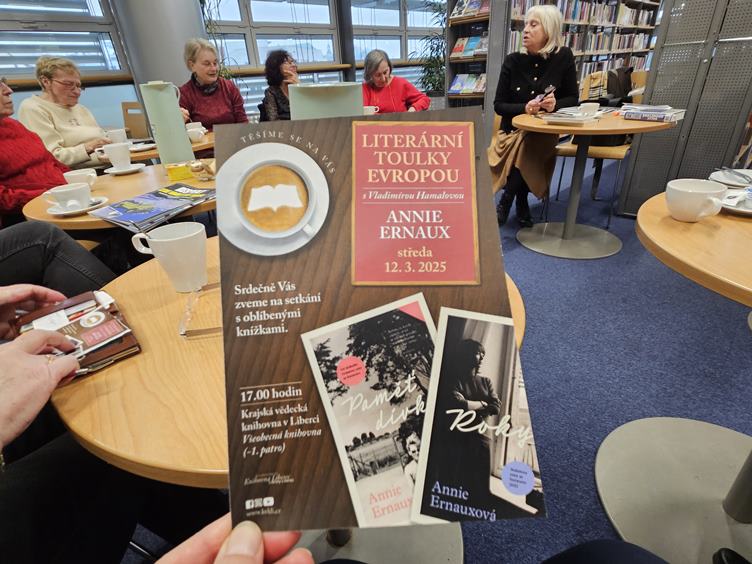 TĚŠÍME SE NA VÁS
LITERÁRNÍ
TOULKY
EVROPOU
s Vladimírou Hamalovou
ANNIE
ERNAUX
středa
12. 3. 2025
Srdečně Vás
zveme na setkání
s oblíbenými
knížkami.
17.00 hodin
Krajská vědecká
knihovna v Liberci
Všeobecná knihovna
(-1. patro)
Paměť
dívk
Annie
Ernaux
Roky
Annie
Ernauxová
www.kvkli.cz